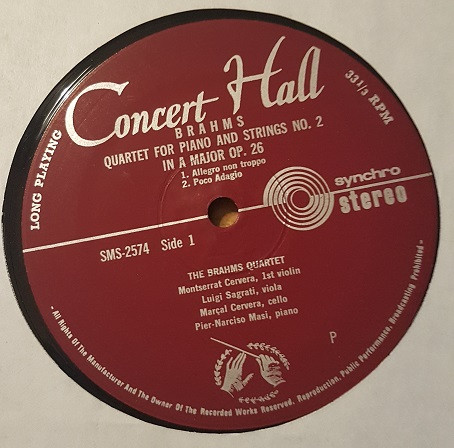 LONG PLAYING
Concert Hall
33 1/3 RPM
BRAHMS
QUARTET FOR PIANO AND STRINGS NO. 2
IN A MAJOR OP. 26
1. Allegro non troppo
2. Poco Adagio
synchro
stereo
SMS-2574 Side 1
THE BRAHMS QUARTET
Montserrat Cervera, 1st violin
Luigi Sagrati, viola
Marçal Cervera, cello
Pier-Narciso Masi, piano
P
- All Rights Of The Manufacturer And The Owner Of The Recorded Works Reserved. Reproduction, Public Performance, Broadcasting Prohibited -